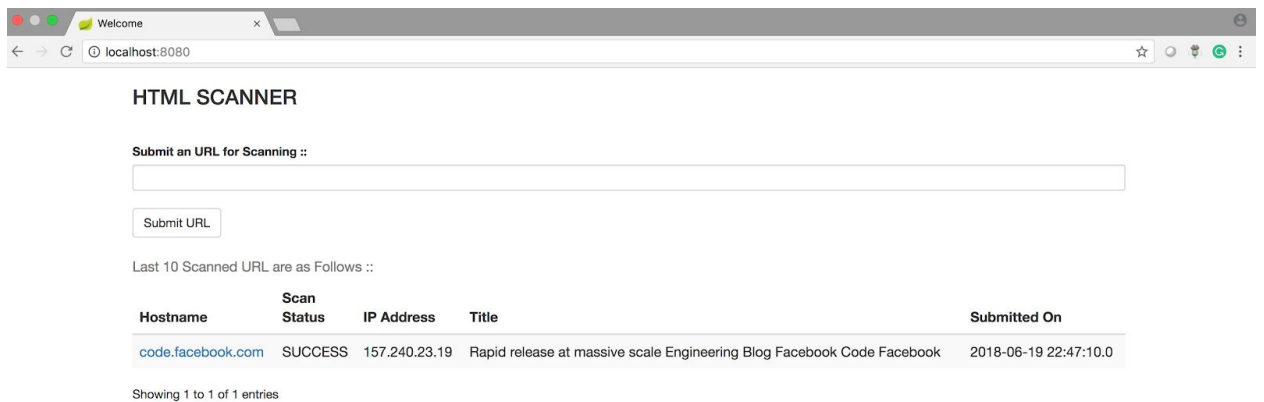 Welcome
localhost:8080
HTML SCANNER
Submit an URL for Scanning ::
Submit URL
Last 10 Scanned URL are as Follows ::
Hostname Scan Status IP Address Title Submitted On
code.facebook.com SUCCESS 157.240.23.19 Rapid release at massive scale Engineering Blog Facebook Code Facebook 2018-06-19 22:47:10.0
Showing 1 to 1 of 1 entries